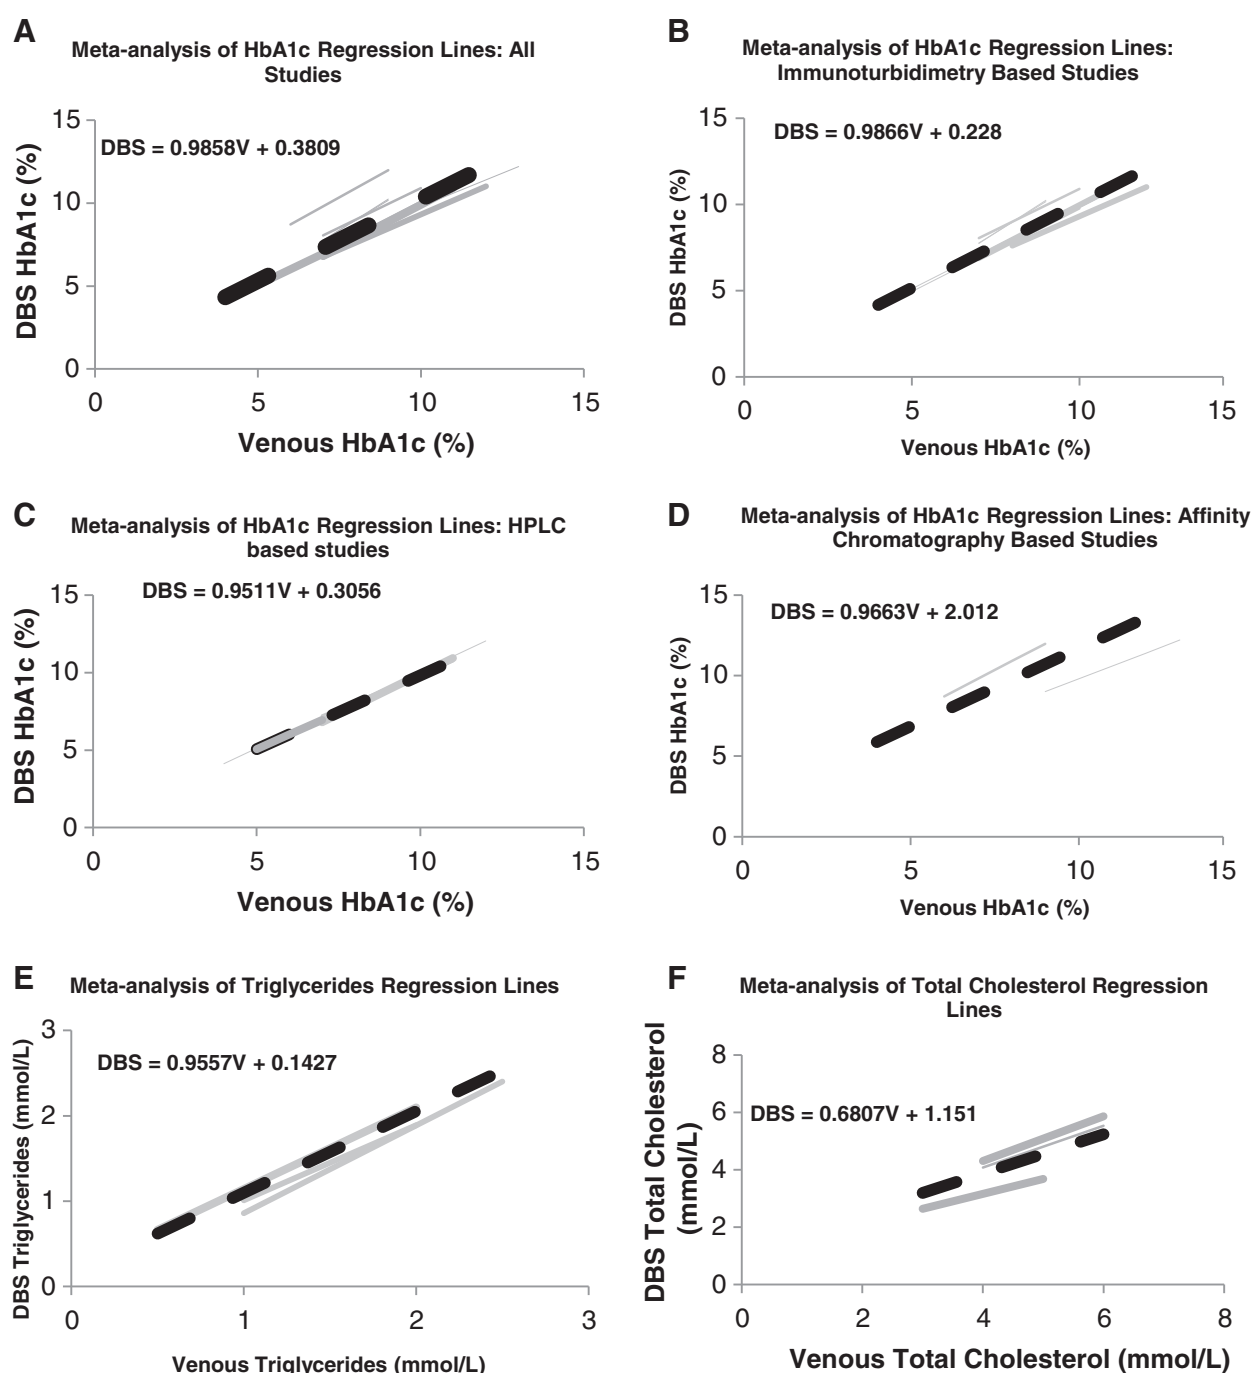 A
Meta-analysis of HbA1c Regression Lines: All
Studies
DBS = 0.9858V + 0.3809
DBS HbA1c (%)
15
10
5
0
0 5 10 15
Venous HbA1c (%)
B
Meta-analysis of HbA1c Regression Lines:
Immunoturbidimetry Based Studies
DBS = 0.9866V + 0.228
DBS HbA1c (%)
15
10
5
0
0 5 10 15
Venous HbA1c (%)
C
Meta-analysis of HbA1c Regression Lines: HPLC
based studies
DBS = 0.9511V + 0.3056
DBS HbA1c (%)
15
10
5
0
0 5 10 15
Venous HbA1c (%)
D
Meta-analysis of HbA1c Regression Lines: Affinity
Chromatography Based Studies
DBS = 0.9663V + 2.012
DBS HbA1c (%)
15
10
5
0
0 5 10 15
Venous HbA1c (%)
E
Meta-analysis of Triglycerides Regression Lines
DBS = 0.9557V + 0.1427
DBS Triglycerides (mmol/L)
3
2
1
0
0 1 2 3
Venous Triglycerides (mmol/L)
F
Meta-analysis of Total Cholesterol Regression
Lines
DBS = 0.6807V + 1.151
DBS Total Cholesterol
(mmol/L)
8
6
4
2
0
0 2 4 6 8
Venous Total Cholesterol (mmol/L)